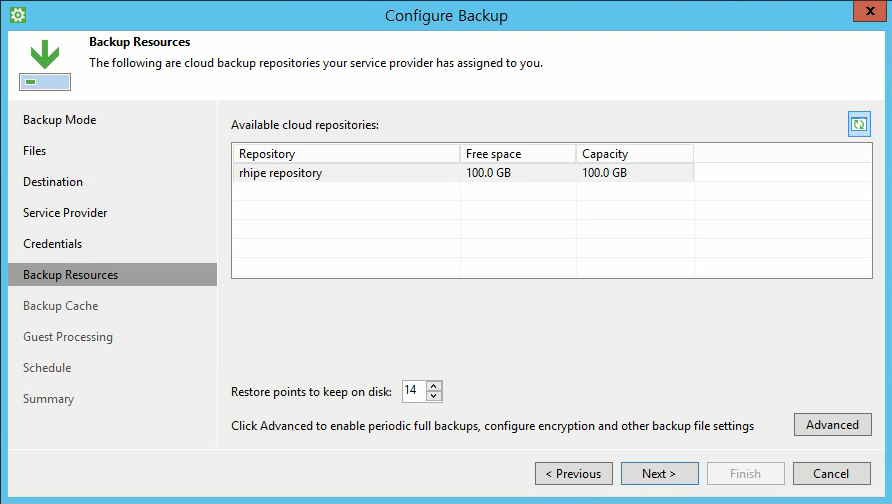 Configure Backup
x
Backup Resources
The following are cloud backup repositories your service provider has assigned to you.
Backup Mode
Files
Destination
Service Provider
Credentials
Backup Resources
Backup Cache
Guest Processing
Schedule
Summary
Available cloud repositories:
Repository Free space Capacity
rhipe repository 100.0 GB 100.0 GB
Restore points to keep on disk: 14
Click Advanced to enable periodic full backups, configure encryption and other backup file settings Advanced
< Previous Next > Finish Cancel